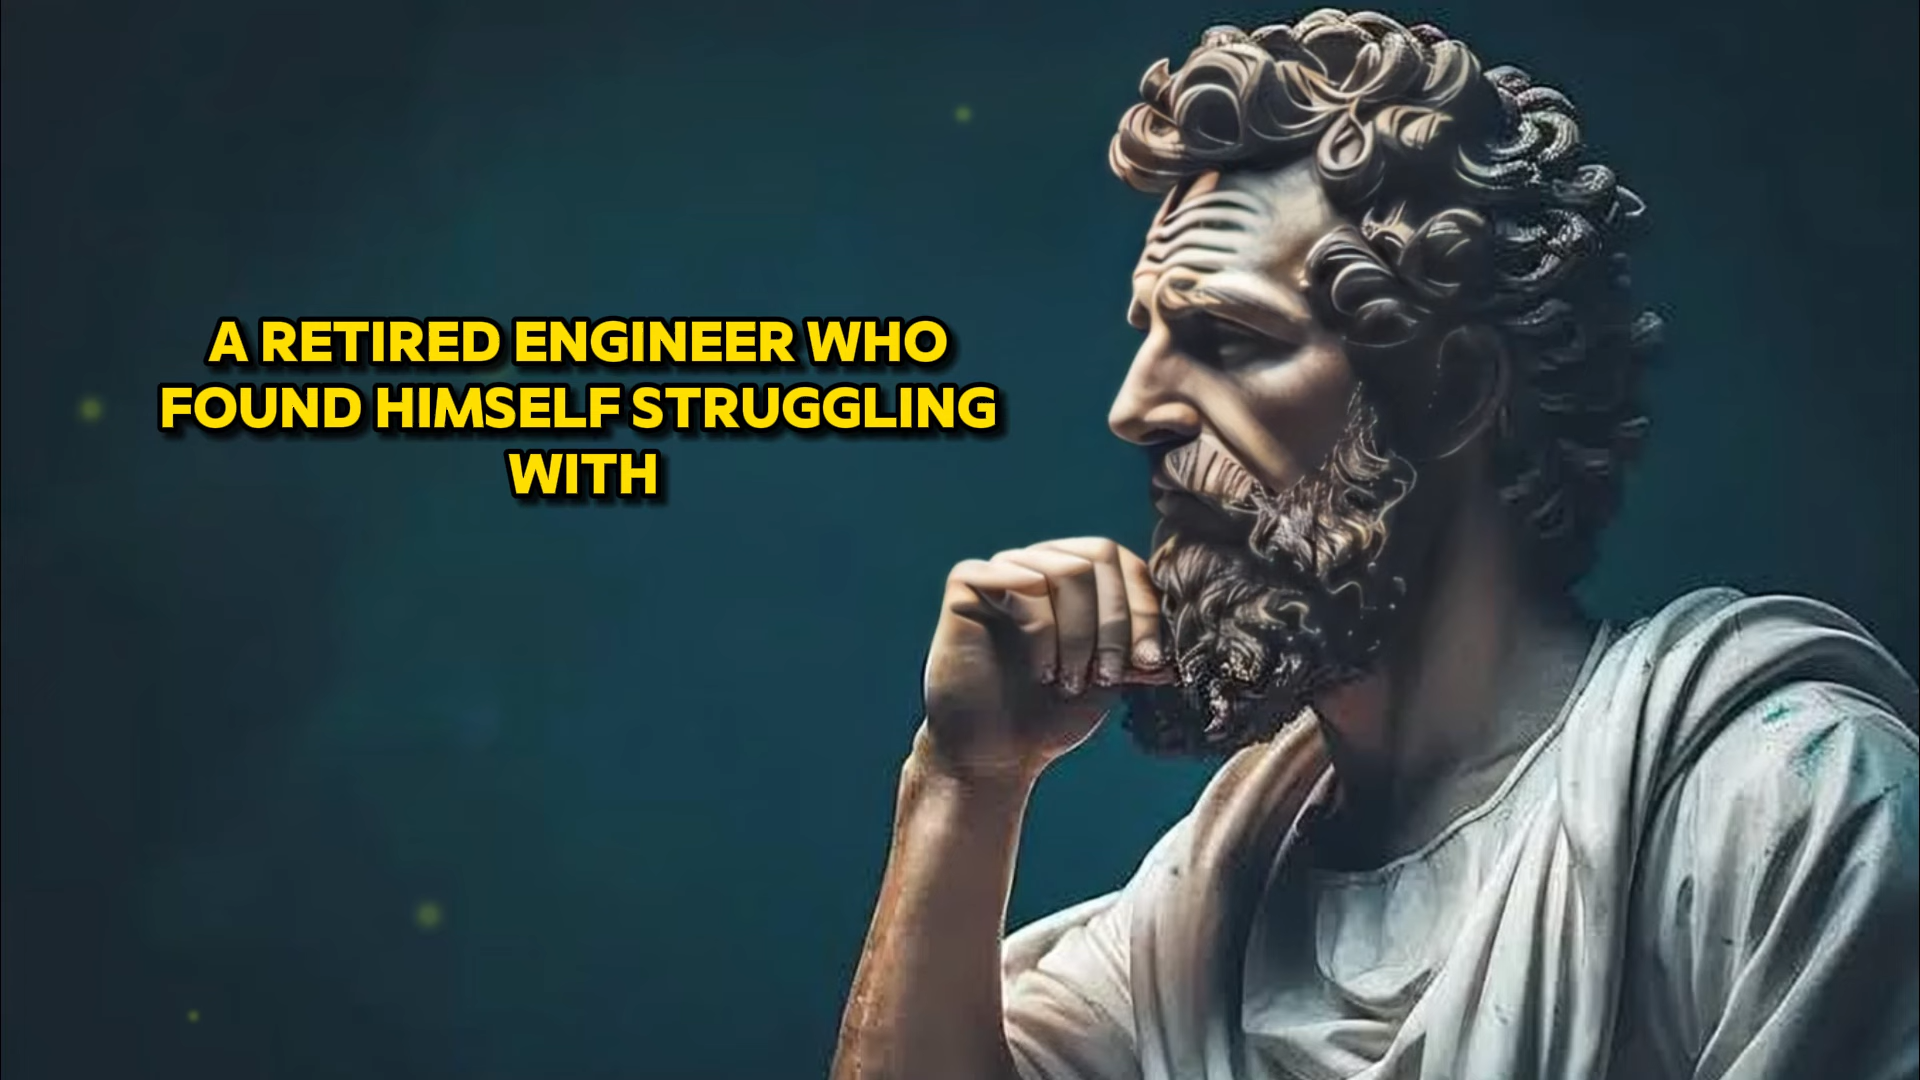 A RETIRED ENGINEER WHO
FOUND HIMSELF STRUGGLING
WITH